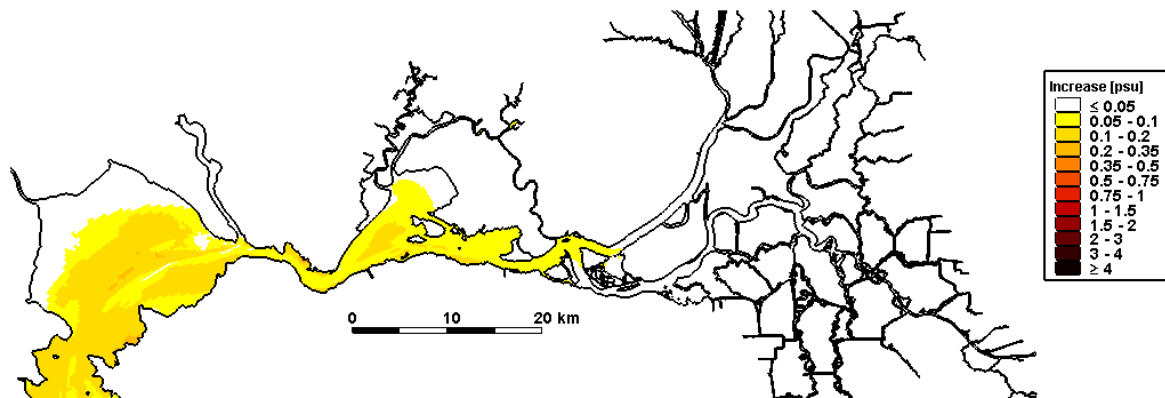 Increase [psu]
≤ 0.05
0.05 - 0.1
0.1 - 0.2
0.2 - 0.35
0.35 - 0.5
0.5 - 0.75
0.75 - 1
1 - 1.5
1.5 - 2
2 - 3
3 - 4
≥ 4
0 10 20 km